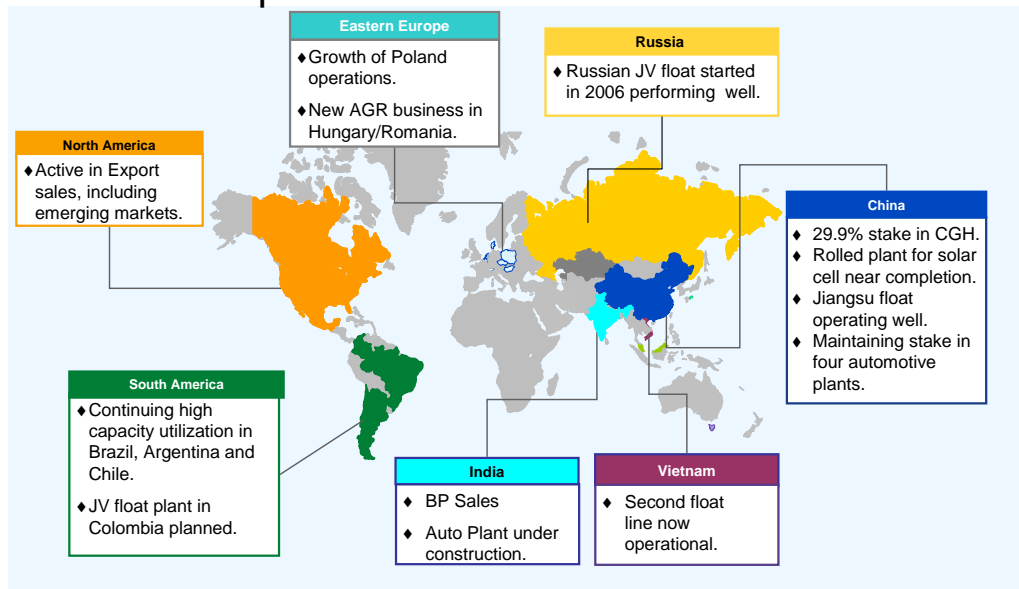 Eastern Europe
♦Growth of Poland
operations.
♦New AGR business in
Hungary/Romania.
Russia
♦ Russian JV float started
in 2006 performing well.
North America
♦Active in Export
sales, including
emerging markets.
China
♦ 29.9% stake in CGH.
♦ Rolled plant for solar
cell near completion.
♦ Jiangsu float
operating well.
♦ Maintaining stake in
four automotive
plants.
South America
♦Continuing high
capacity utilization in
Brazil, Argentina and
Chile.
♦JV float plant in
Colombia planned.
India
♦ BP Sales
♦ Auto Plant under
construction.
Vietnam
♦ Second float
line now
operational.